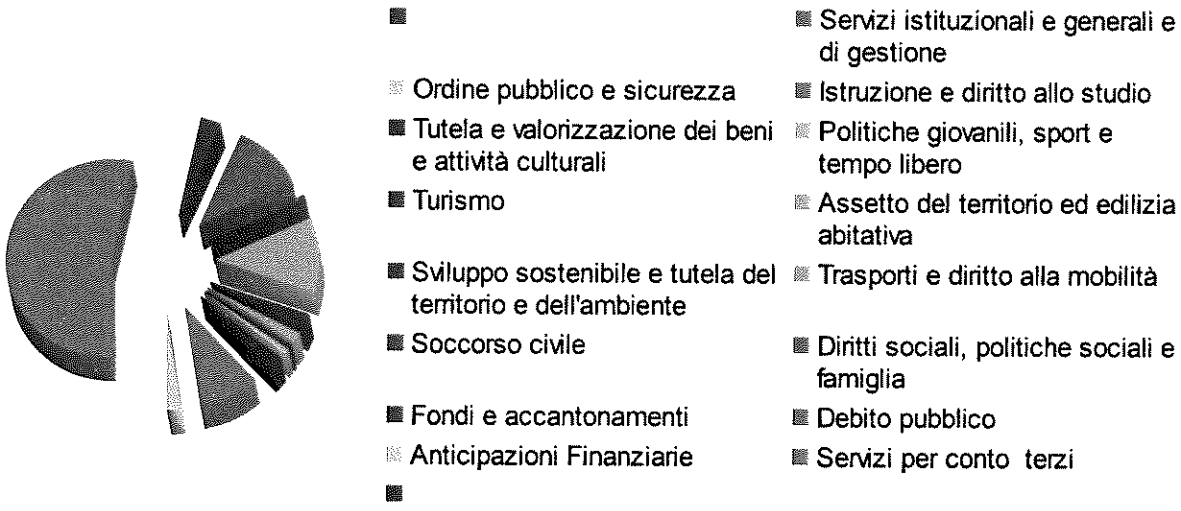 Servizi istituzionali e generali e
di gestione
Ordine pubblico e sicurezza
Istruzione e diritto allo studio
Tutela e valorizzazione dei beni
e attività culturali
Politiche giovanili, sport e
tempo libero
Turismo
Assetto del territorio ed edilizia
abitativa
Sviluppo sostenibile e tutela del
territorio e dell'ambiente
Trasporti e diritto alla mobilità
Soccorso civile
Diritti sociali, politiche sociali e
famiglia
Fondi e accantonamenti
Debito pubblico
Anticipazioni Finanziarie
Servizi per conto terzi